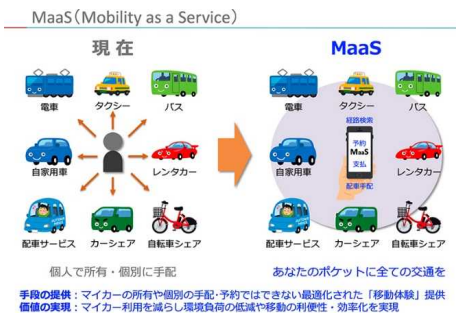 MaaS（Mobility as a Service）
現在
MaaS
電車
タクシー
バス
電車
タクシー
バス
経路検索
予約
MaaS
支払
配車手配
自家用車
レンタカー
自家用車
レンタカー
配車サービス
カーシェア
自転車シェア
配車サービス
カーシェア
自転車シェア
個人で所有・個別に手配
あなたのポケットに全ての交通を
手段の提供：マイカーの所有や個別の手配・予約ではできない最適化された「移動体験」提供
価値の実現：マイカー利用を減らし環境負荷の低減や移動の利便性・効率化を実現